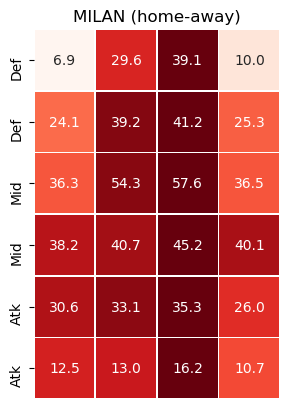 MILAN (home-away)
Def 6.9 29.6 39.1 10.0
Def 24.1 39.2 41.2 25.3
Mid 36.3 54.3 57.6 36.5
Mid 38.2 40.7 45.2 40.1
Atk 30.6 33.1 35.3 26.0
Atk 12.5 13.0 16.2 10.7